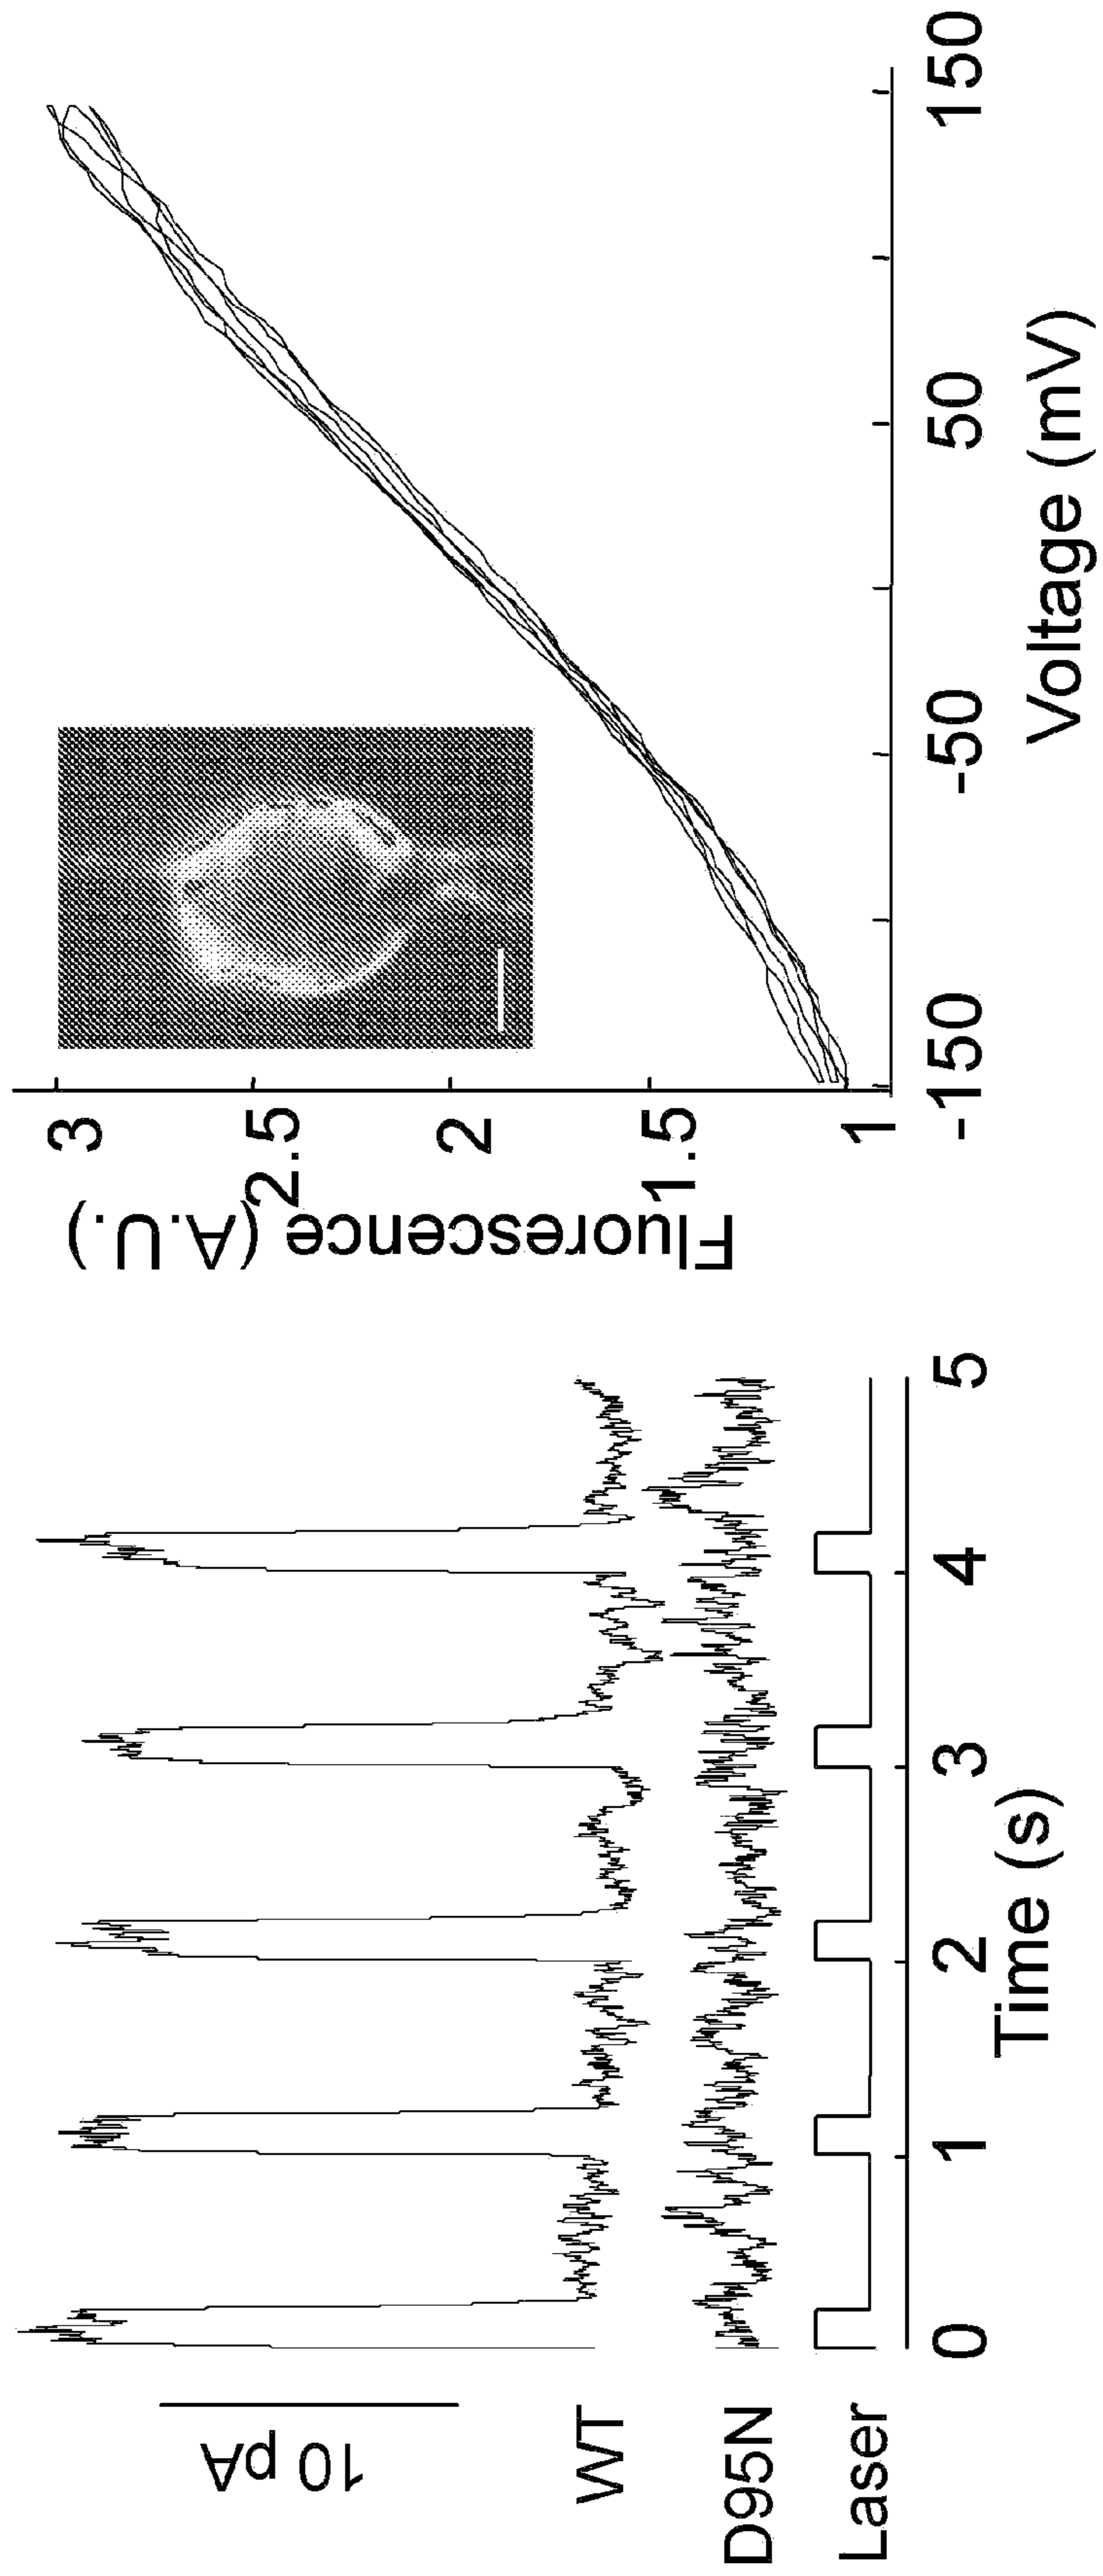 10 pA
WT
D95N
Laser
0 1 2 3 4 5
Time (s)
Fluorescence (A.U.)
3
2.5
2
1.5
1
-150 -50 50 150
Voltage (mV)